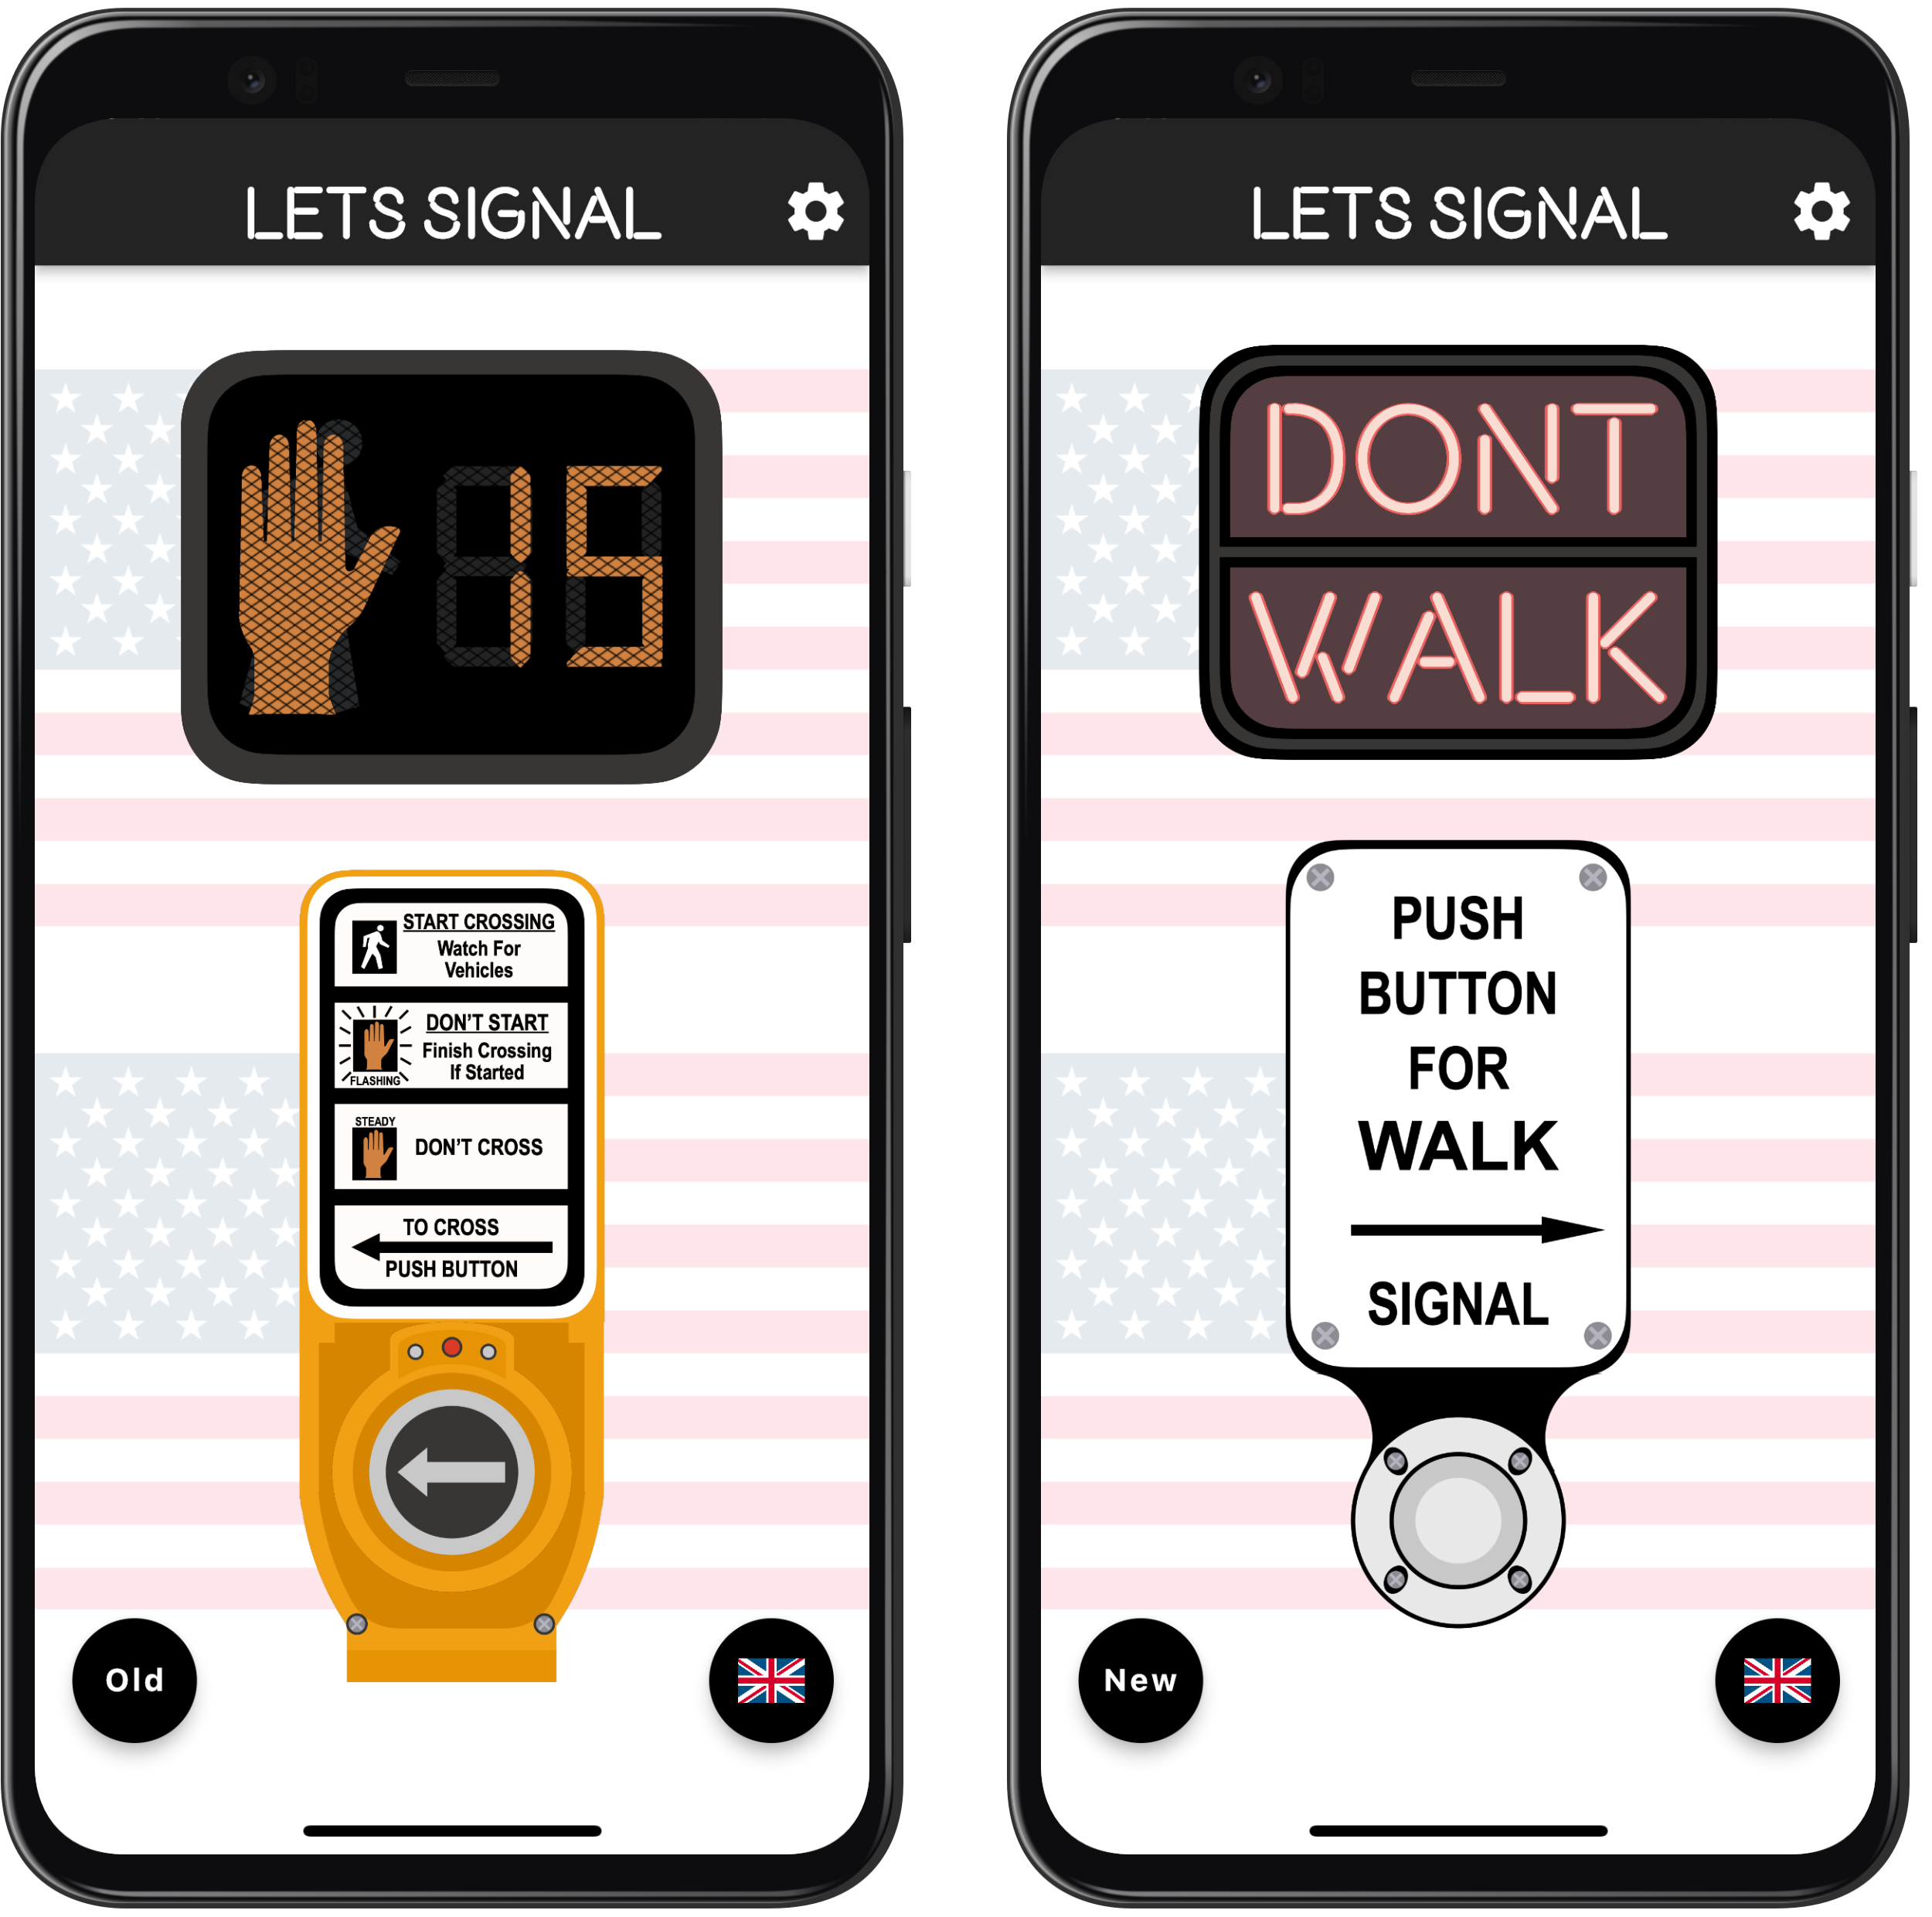 LETS SIGNAL
15
START CROSSING
Watch For
Vehicles
DON'T START
Finish Crossing
If Started
FLASHING
STEADY
DON'T CROSS
TO CROSS
PUSH BUTTON
Old
LETS SIGNAL
DONT
WALK
PUSH
BUTTON
FOR
WALK
SIGNAL
New